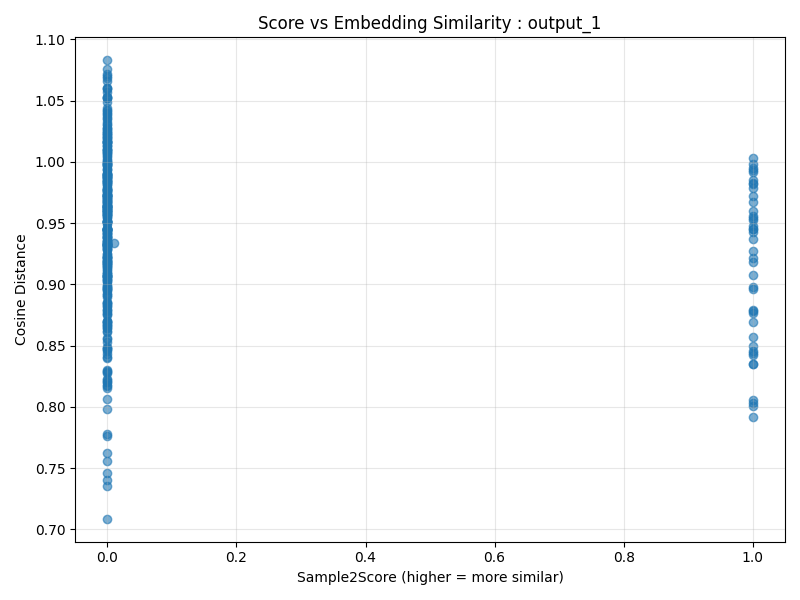 Score vs Embedding Similarity : output_1
Cosine Distance
1.10
1.05
1.00
0.95
0.90
0.85
0.80
0.75
0.70
0.0 0.2 0.4 0.6 0.8 1.0
Sample2Score (higher = more similar)